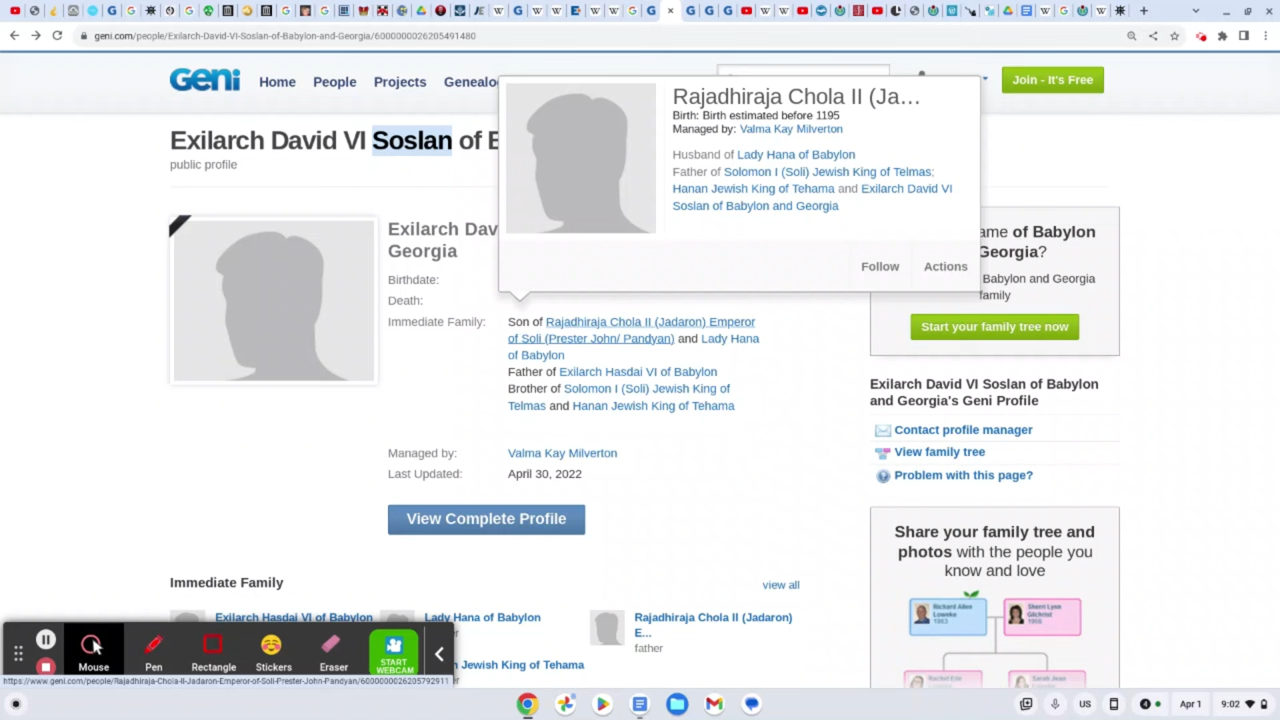 geni.com/people/Exilarch-David-VI-Soslan-of-Babylon-and-Georgia/6000000026205491480
Geni
Home People Projects Genealo
Join - It's Free
Exilarch David VI Soslan of B
public profile
Rajadhiraja Chola II (Ja…
Birth: Birth estimated before 1195
Managed by: Valma Kay Milverton
Husband of Lady Hana of Babylon
Father of Solomon I (Soli) Jewish King of Telmas;
Hanan Jewish King of Tehama and Exilarch David VI
Soslan of Babylon and Georgia
Follow Actions
Exilarch Dav
Georgia
Birthdate:
Death:
Immediate Family:
Son of Rajadhiraja Chola II (Jadaron) Emperor
of Soli (Prester John/ Pandyan) and Lady Hana
of Babylon
Father of Exilarch Hasdai VI of Babylon
Brother of Solomon I (Soli) Jewish King of
Telmas and Hanan Jewish King of Tehama
Managed by: Valma Kay Milverton
Last Updated: April 30, 2022
View Complete Profile
ame of Babylon
Georgia?
Babylon and Georgia
family
Start your family tree now
Exilarch David VI Soslan of Babylon
and Georgia's Geni Profile
Contact profile manager
View family tree
Problem with this page?
Share your family tree and
photos with the people you
know and love
Richard Allen
1983
Sherri Lynn
Gilchrist
1968
Immediate Family
view all
Exilarch Hasdai VI of Babylon
Lady Hana of Babylon
er
Rajadhiraja Chola II (Jadaron)
E...
father
n Jewish King of Tehama
er
Mouse Pen Rectangle Stickers Eraser
START
WEBCAM
https://www.geni.com/people/Rajadhiraja-Chola-II-Jadaron-Emperor-of-Soli-Prester-John-Pandyan/6000000026205792911
US
4
Apr 1
9:02